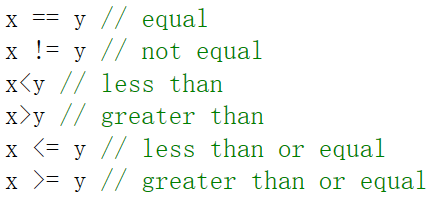 x == y // equal
x != y // not equal
x<y // less than
x>y // greater than
x <= y // less than or equal
x >= y // greater than or equal